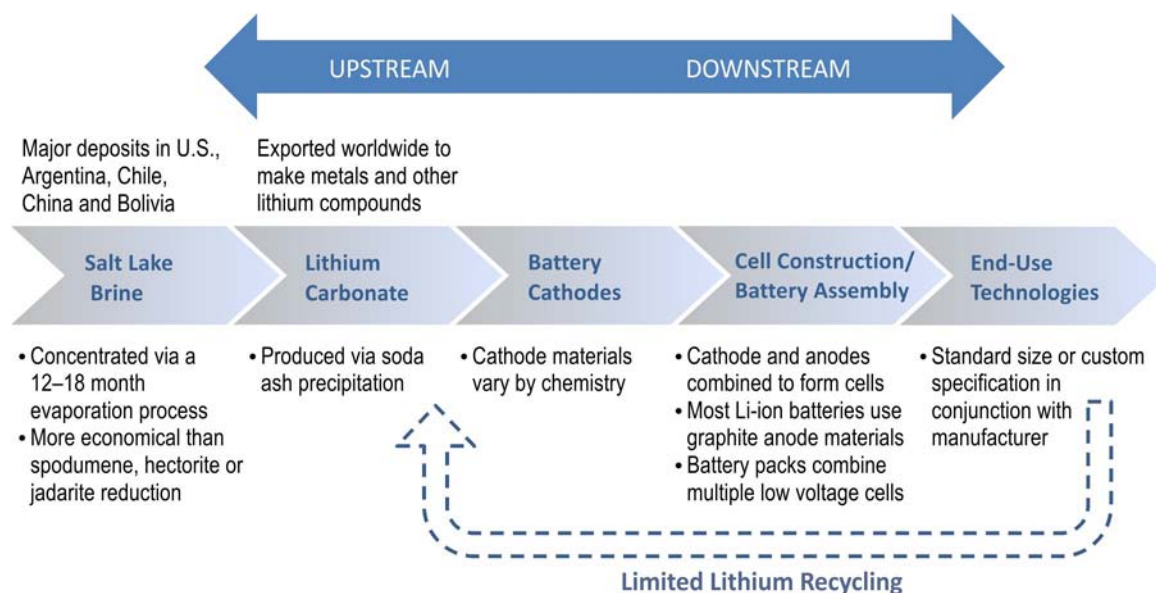 UPSTREAM
DOWNSTREAM
Major deposits in U.S.,
Argentina, Chile,
China and Bolivia
Exported worldwide to
make metals and other
lithium compounds
Salt Lake
Brine
Lithium
Carbonate
Battery
Cathodes
Cell Construction/
Battery Assembly
End-Use
Technologies
• Concentrated via a
12–18 month
evaporation process
• More economical than
spodumene, hectorite or
jadarite reduction
• Produced via soda
ash precipitation
• Cathode materials
vary by chemistry
• Cathode and anodes
combined to form cells
• Most Li-ion batteries use
graphite anode materials
• Battery packs combine
multiple low voltage cells
• Standard size or custom
specification in
conjunction with
manufacturer
Limited Lithium Recycling